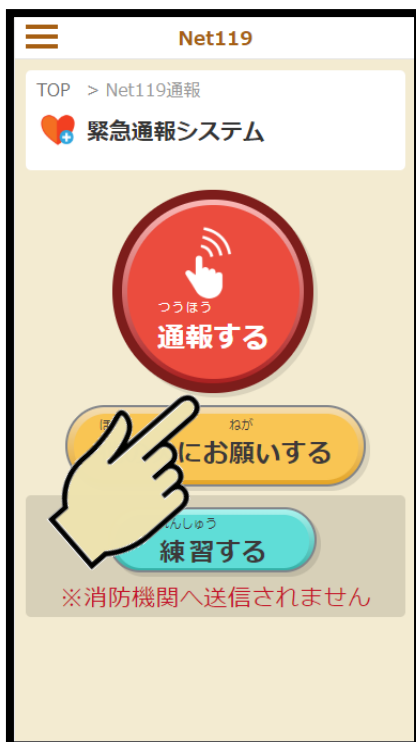 Net119
TOP > Net119通報
緊急通報システム
つうほう
通報する
ねが
にお願いする
んしゅう
練習する
※消防機関へ送信されません